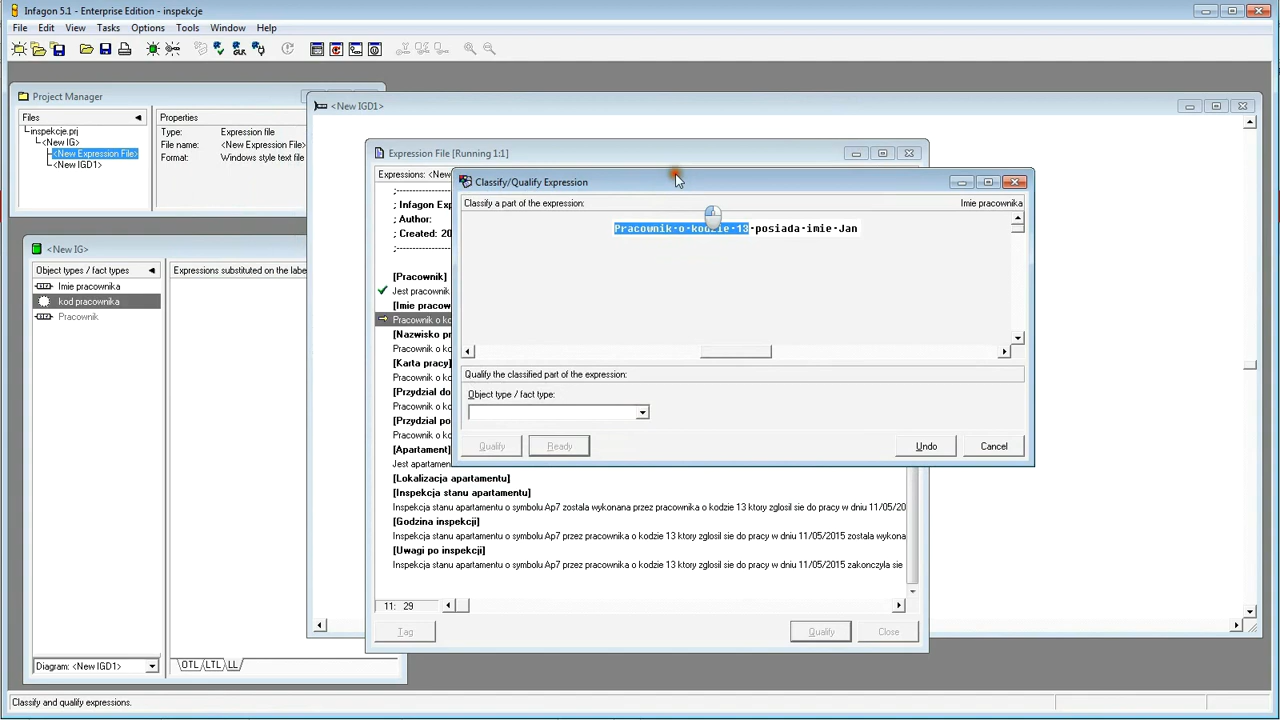 Infagon 5.1 - Enterprise Edition - inspekcje
File Edit View Tasks Options Tools Window Help
Project Manager
Files
Properties
inspekcje.prj
<New IG>
<New Expression File>
<New IGD1>
Type: Expression file
File name: <New Expression File>
Format: Windows style text file
<New IGD1>
Expression File [Running 1:1]
Expressions: <New
;
; Infagon Exp
; Author:
; Created: 20
;
[Pracownik]
Jest pracownik
[Imie pracow
Pracownik o ko
[Nazwisko pr
Pracownik o ko
[Karta pracy]
Pracownik o ko
[Przydzial do
Pracownik o ko
[Przydial po
Pracownik o ko
[Apartament]
Jest apartame
[Lokalizacja apartamentu]
[Inspekcja stanu apartamentu]
Inspekcja stanu apartamentu o symbolu Ap7 zostala wykonana przez pracownika o kodzie 13 ktory zglosil sie do pracy w dniu 11/05/20
[Godzina inspekcji]
Inspekcja stanu apartamentu o symbolu Ap7 przez pracownika o kodzie 13 ktory zglosil sie do pracy w dniu 11/05/2015 zostala wykona
[Uwagi po inspekcji]
Inspekcja stanu apartamentu o symbolu Ap7 przez pracownika o kodzie 13 ktory zglosil sie do pracy w dniu 11/05/2015 zakonczyla sie
11: 29
Tag
Qualify
Close
Classify/Qualify Expression
Classify a part of the expression:
Imie pracownika
Pracownik·o·kodzie·13·posiada·imie·Jan
Qualify the classified part of the expression:
Object type / fact type:
Qualify
Ready
Undo
Cancel
<New IG>
Object types / fact types
Expressions substituted on the labe
Imie pracownika
kod pracownika
Pracownik
Diagram: <New IGD1>
OTL LTL LL
Classify and qualify expressions.